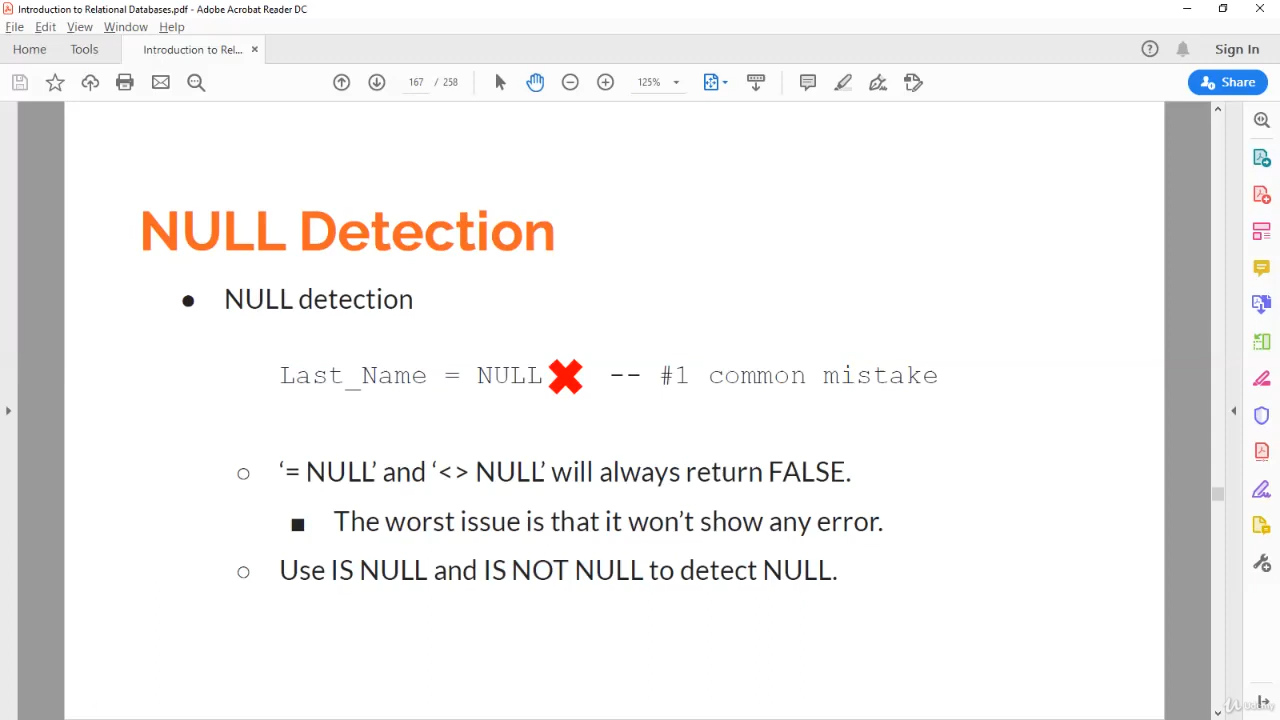 Introduction to Relational Databases.pdf - Adobe Acrobat Reader DC
File Edit View Window Help
Home Tools Introduction to Rel... × Sign In
167 / 258 125% Share
NULL Detection
● NULL detection
Last_Name = NULL ✖ -- #1 common mistake
○ ‘= NULL’ and ‘<> NULL’ will always return FALSE.
■ The worst issue is that it won’t show any error.
○ Use IS NULL and IS NOT NULL to detect NULL.
Udemy